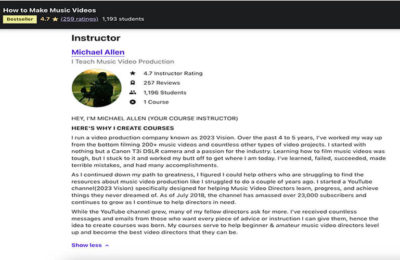 How to Make Music Videos
Bestseller 4.7 ★ (259 ratings) 1,193 students
Instructor
Michael Allen
I Teach Music Video Production
4.7 Instructor Rating
267 Reviews
1,196 Students
1 Course
HEY, I'M MICHAEL ALLEN (YOUR COURSE INSTRUCTOR)
HERE'S WHY I CREATE COURSES
I run a video production company known as 2023 Vision. Over the past 4 to 5 years, I've worked my way up
from the bottom filming 200+ music videos and countless other types of video projects. I started with
nothing but a Canon T3i DSLR camera and a passion for the industry. Learning how to film music videos was
tough, but I stuck to it and worked my butt off to get where I am today. I've learned, failed, succeeded, made
terrible mistakes, and had many accomplishments.
As I continued down my path to greatness, I figured I could help others who are struggling to find the
resources about music video production like I struggled to do a couple of years ago. I started a YouTube
channel(2023 Vision) specifically designed for helping Music Video Directors learn, progress, and achieve
things they never dreamed of. As of July 2018, the channel has amassed over 23,000 subscribers and
continues to grow as I continue to help directors in need.
While the YouTube channel grew, many of my fellow directors ask for more. I've received countless
messages and emails from those who want every piece of advice or instruction I can give them, hence the
idea to create courses was born. My courses serve to help beginner & amateur music video directors level
up and become the best video directors that they can be.
Show less